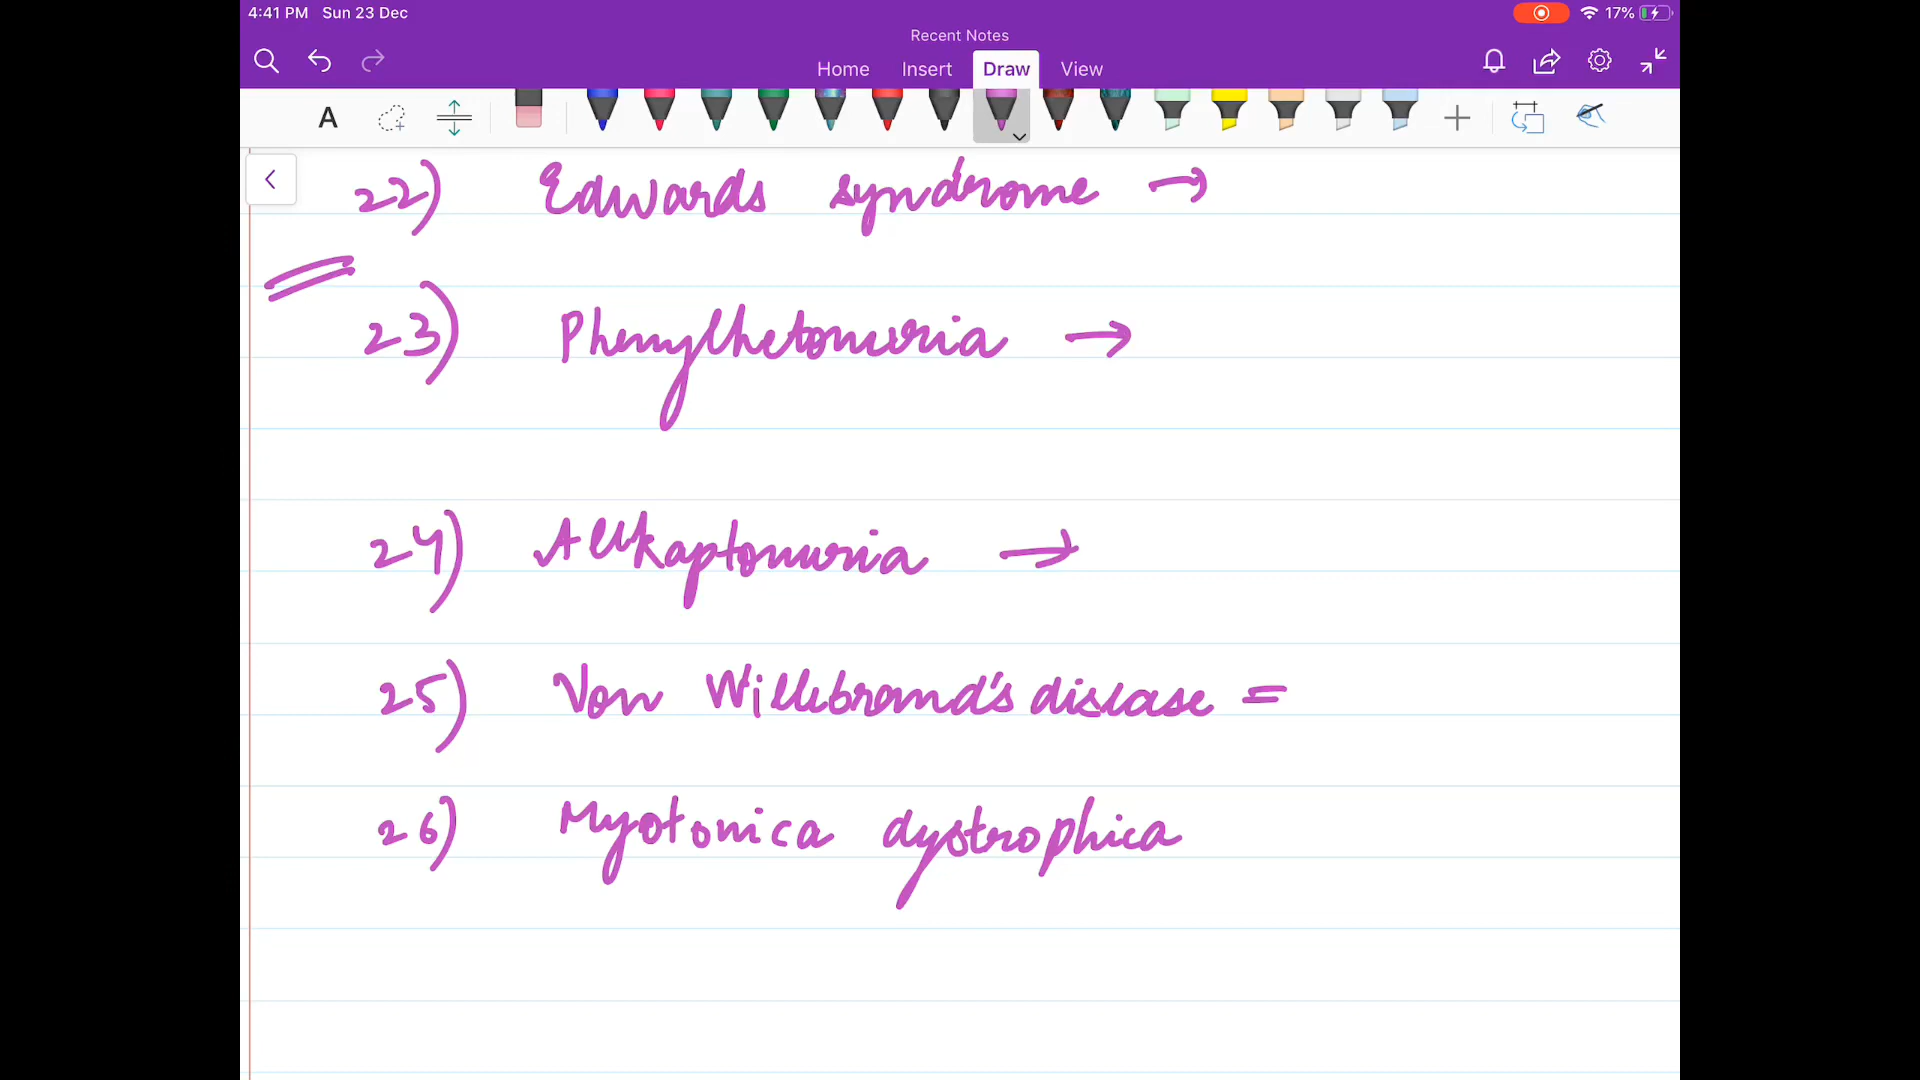 4:41 PM Sun 23 Dec
17%
Recent Notes
Home Insert Draw View
A
22) Edwards syndrome →
23) Phenylketonuria →
24) Alkaptonuria →
25) Von Willebrand's disease =
26) Myotonica dystrophica